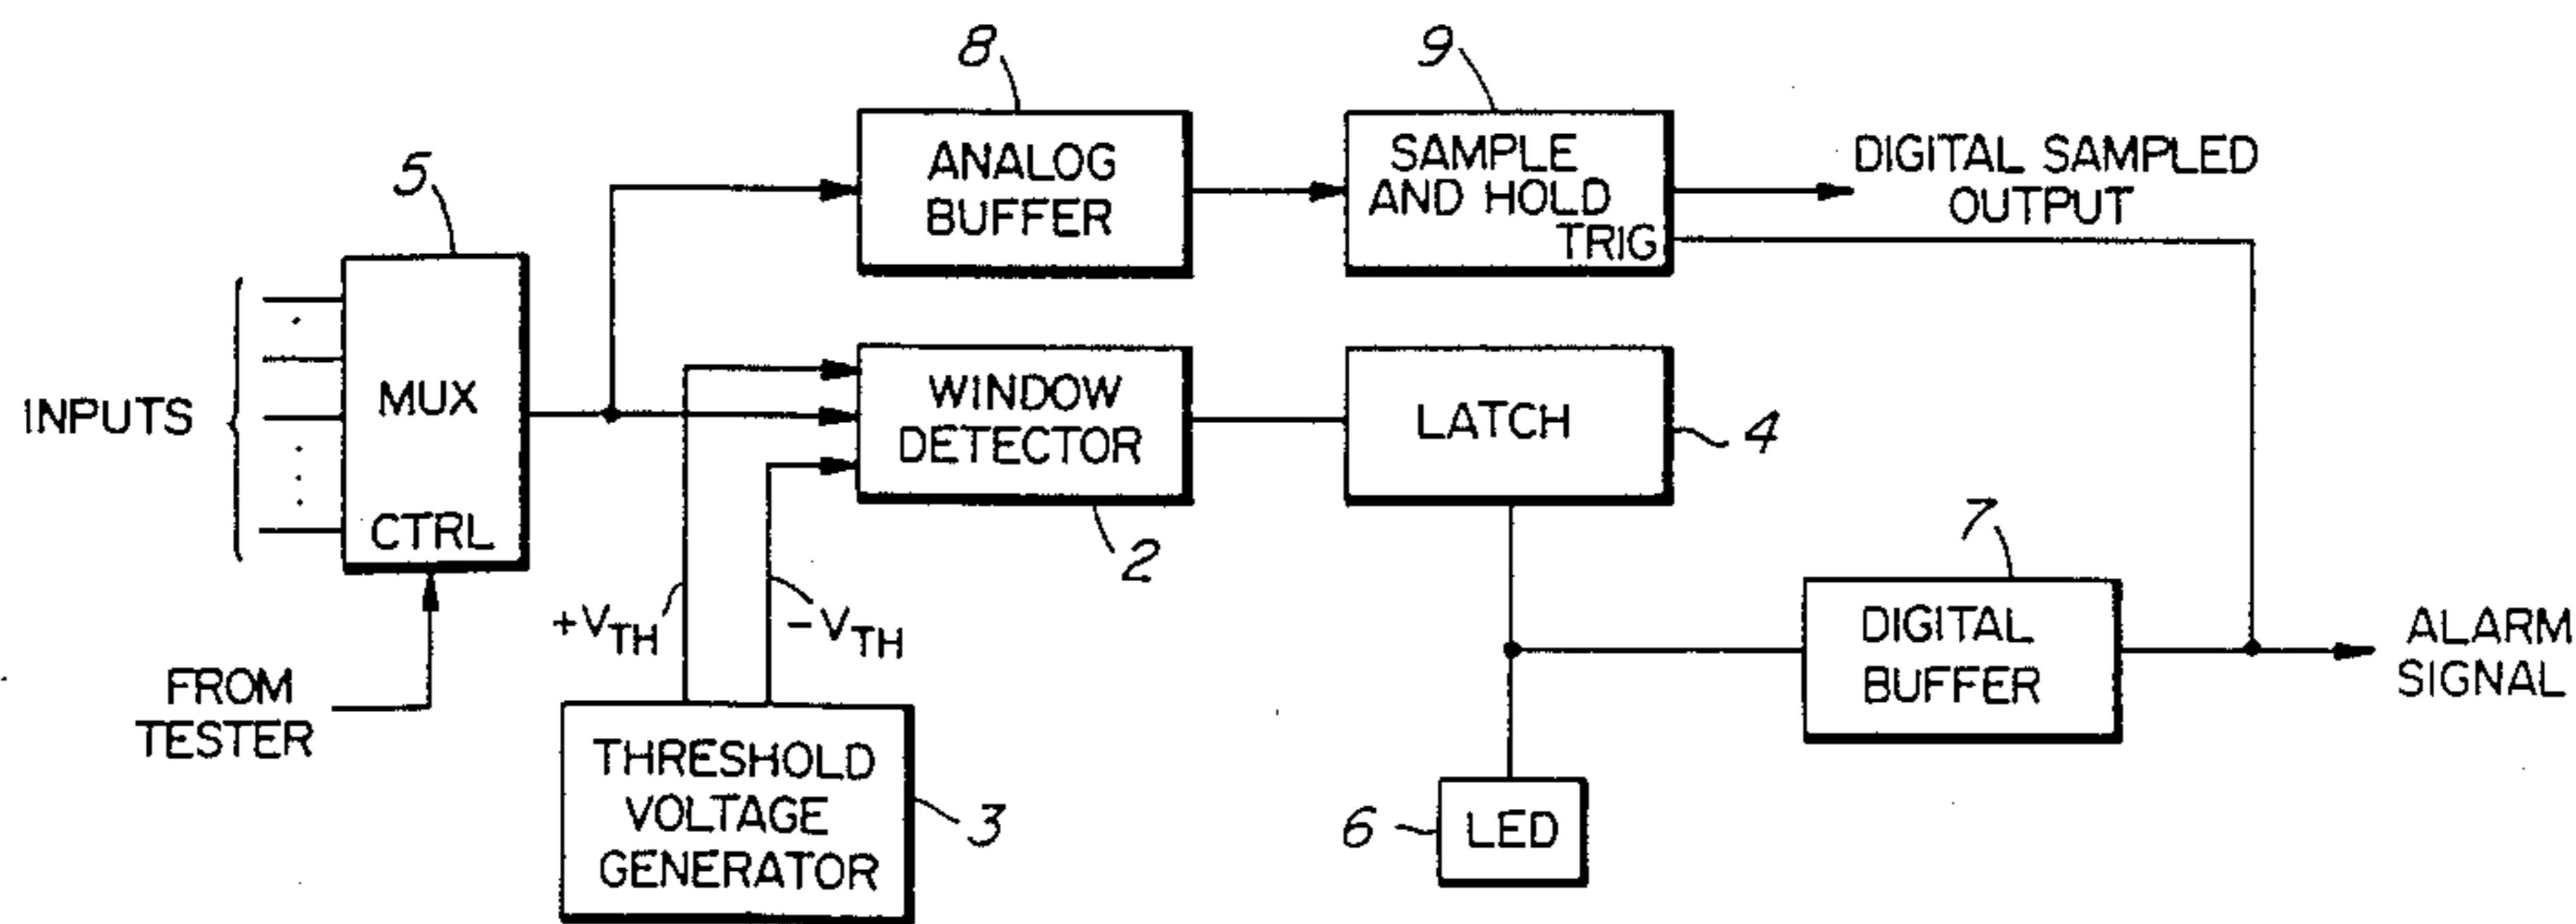 8
9
5
ANALOG
BUFFER
SAMPLE
AND HOLD
TRIG
DIGITAL SAMPLED
OUTPUT
INPUTS
MUX
CTRL
WINDOW
DETECTOR
2
LATCH
4
+VTH
-VTH
FROM
TESTER
THRESHOLD
VOLTAGE
GENERATOR
3
6
LED
7
DIGITAL
BUFFER
ALARM
SIGNAL